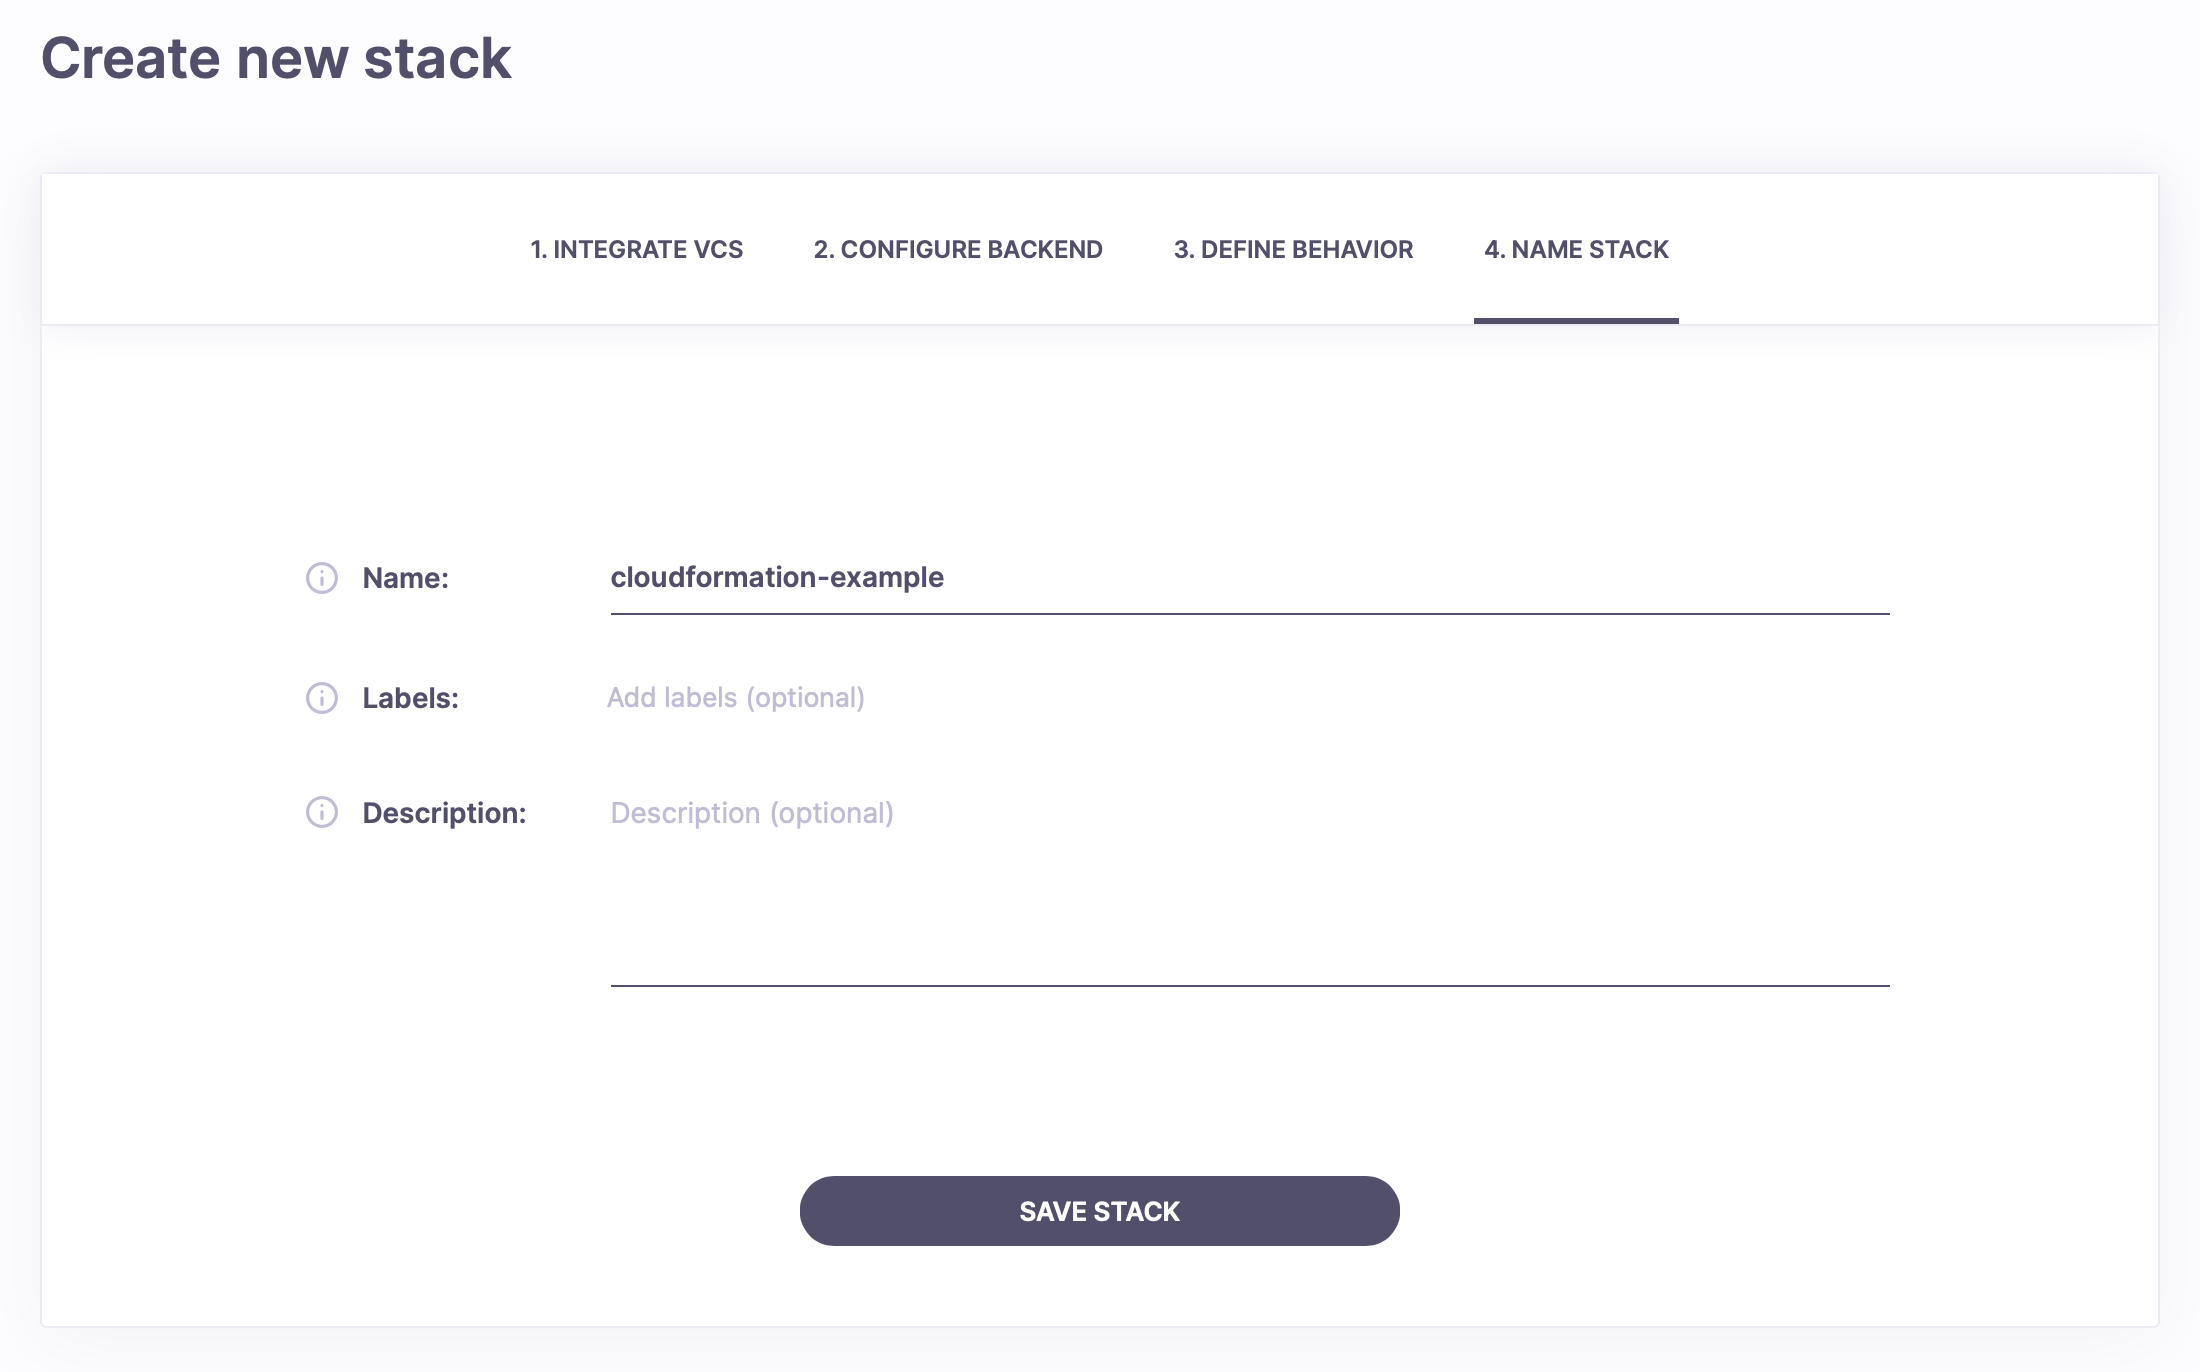 Create new stack
1. INTEGRATE VCS 2. CONFIGURE BACKEND 3. DEFINE BEHAVIOR 4. NAME STACK
Name: cloudformation-example
Labels: Add labels (optional)
Description: Description (optional)
SAVE STACK